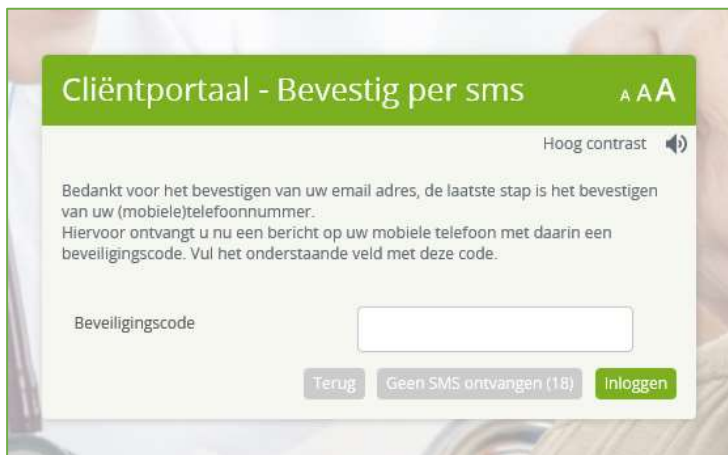 Cliëntportaal - Bevestig per sms A A A
Hoog contrast
Bedankt voor het bevestigen van uw email adres, de laatste stap is het bevestigen
van uw (mobiele)telefoonnummer.
Hiervoor ontvangt u nu een bericht op uw mobiele telefoon met daarin een
beveiligingscode. Vul het onderstaande veld met deze code.
Beveiligingscode
Terug Geen SMS ontvangen (18) Inloggen